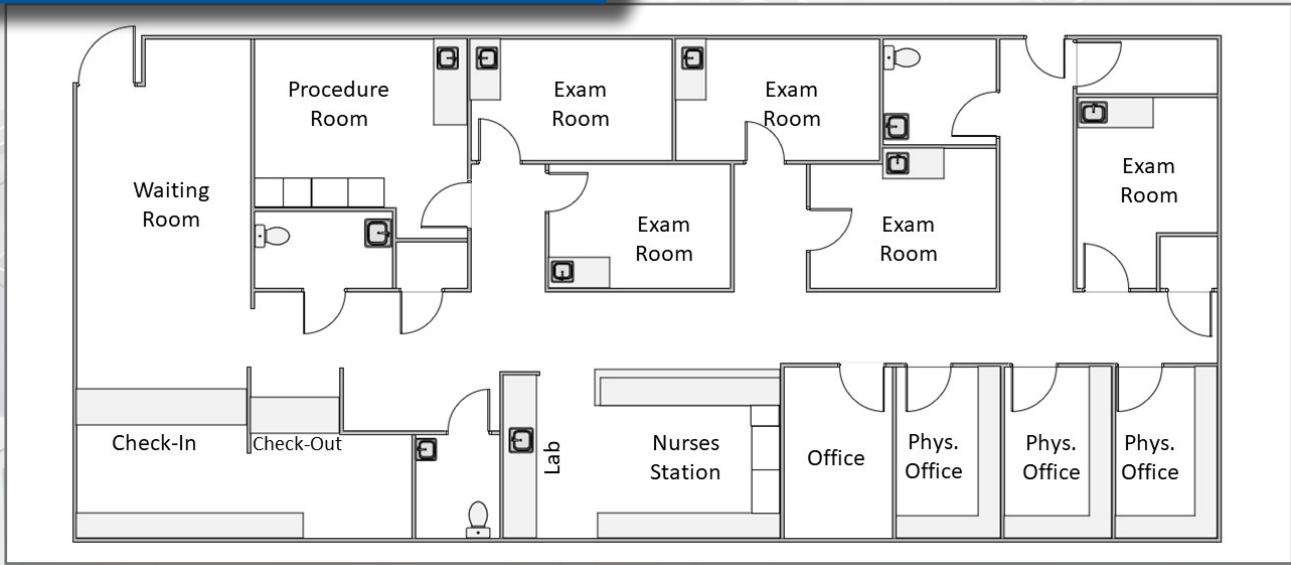 Procedure
Room
Exam
Room
Exam
Room
Waiting
Room
Exam
Room
Exam
Room
Exam
Room
Check-In
Check-Out
Lab
Nurses
Station
Office
Phys.
Office
Phys.
Office
Phys.
Office